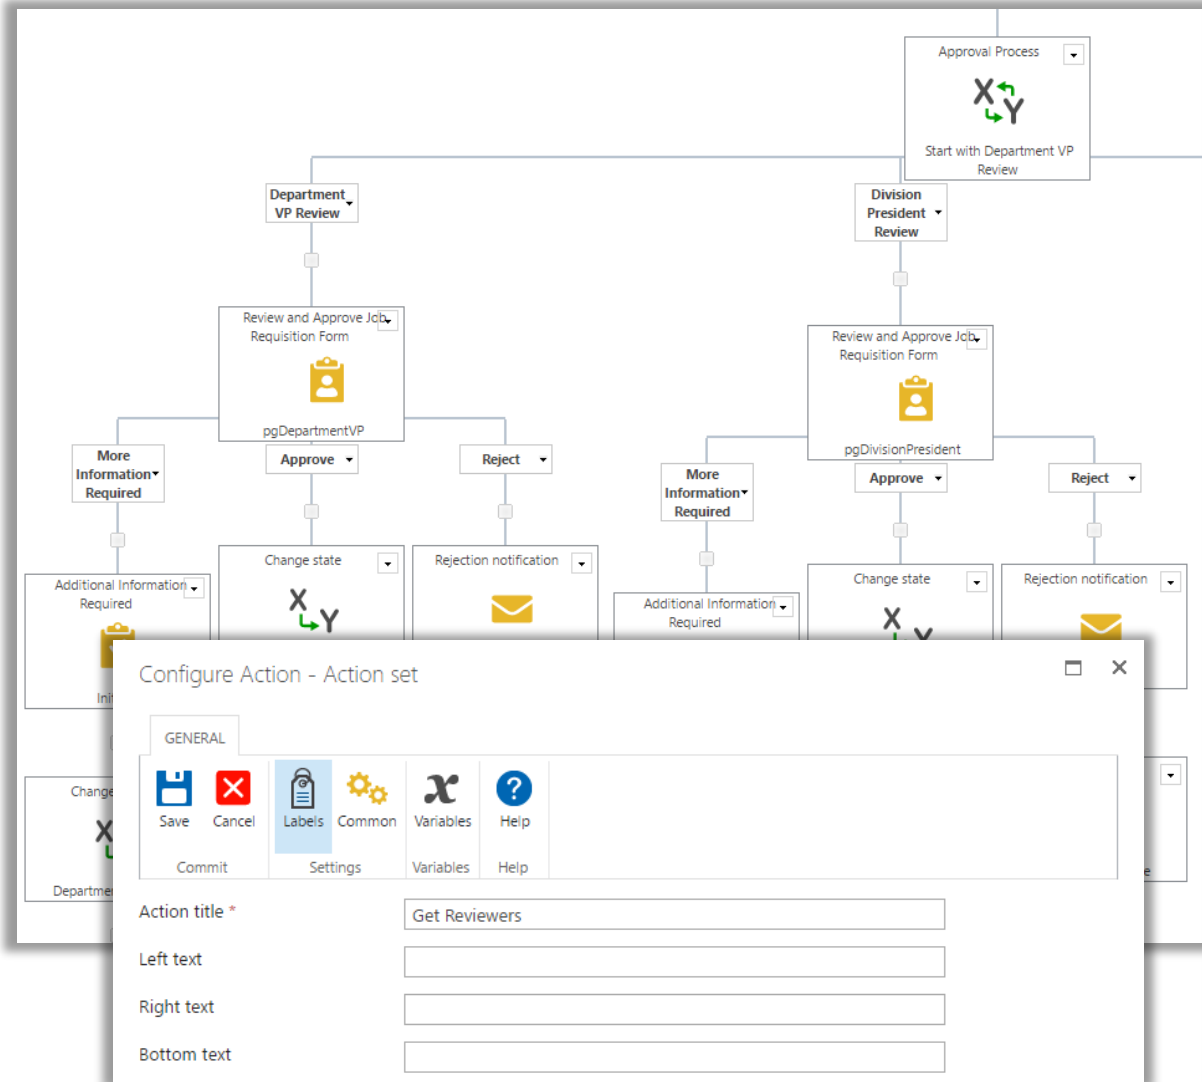 Approval Process
X
Y
Start with Department VP
Review
Department
VP Review
Division
President
Review
Review and Approve Job
Requisition Form
pgDepartmentVP
Review and Approve Job
Requisition Form
pgDivisionPresident
More
Information
Required
Approve
Reject
More
Information
Required
Approve
Reject
Additional Information
Required
Change state
X
Y
Rejection notification
Additional Information
Required
Change state
X
Y
Rejection notification
Init
Change
X
Departme
e
Configure Action - Action set
GENERAL
Save
Cancel
Labels
Common
x
Variables
?
Help
Commit
Settings
Variables
Help
Action title *
Get Reviewers
Left text
Right text
Bottom text